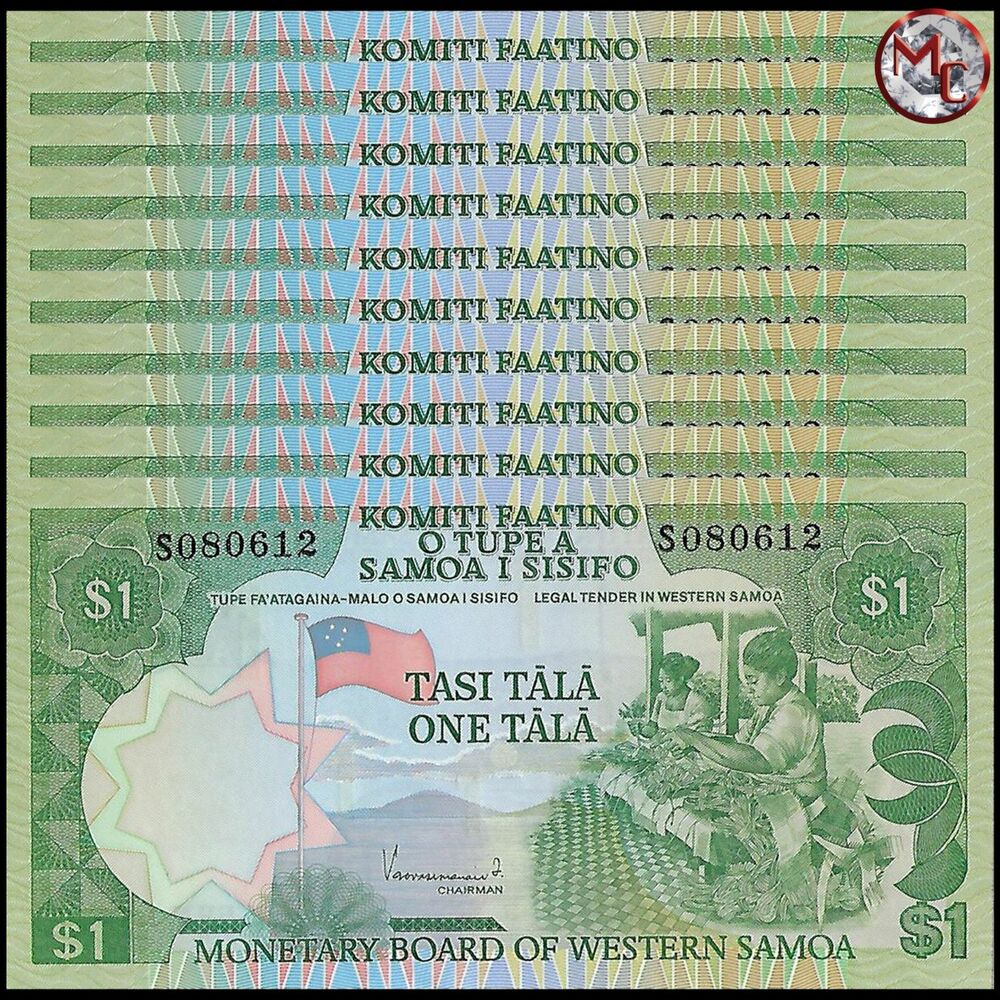 MC
KOMITI FAATINO
KOMITI FAATINO
KOMITI FAATINO
KOMITI FAATINO
KOMITI FAATINO
KOMITI FAATINO
KOMITI FAATINO
KOMITI FAATINO
KOMITI FAATINO
KOMITI FAATINO
S080612 O TUPE A S080612
SAMOA I SISIFO
$1 $1
TUPE FA'ATAGAINA-MALO O SAMOA I SISIFO LEGAL TENDER IN WESTERN SAMOA
TASI TĀLĀ
ONE TĀLĀ
CHAIRMAN
$1 $1
MONETARY BOARD OF WESTERN SAMOA